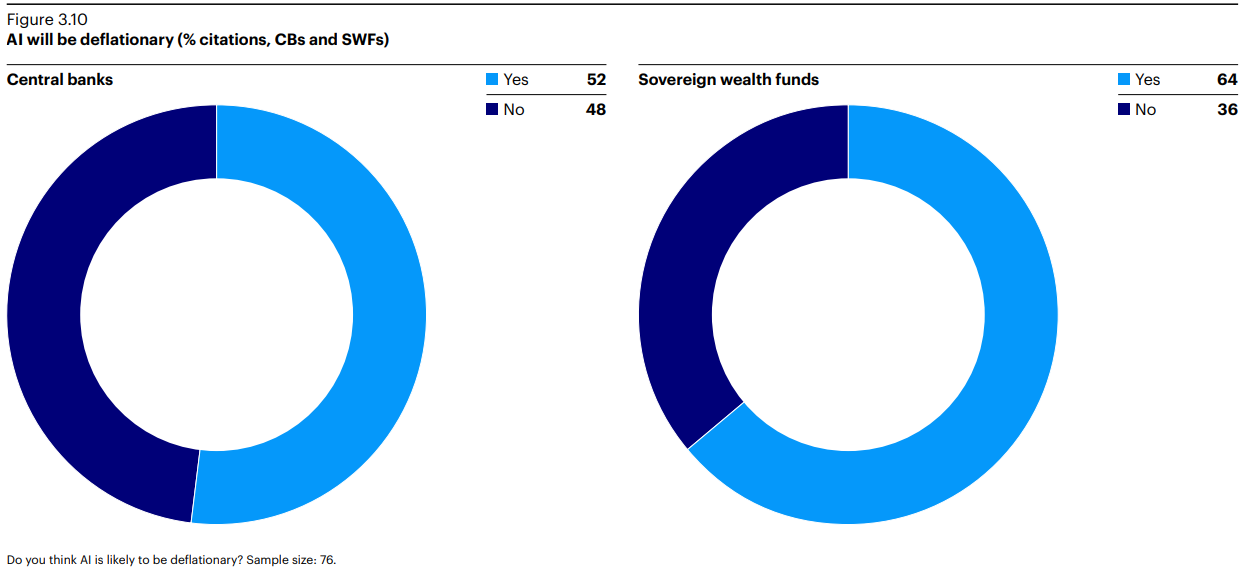 Figure 3.10
AI will be deflationary (% citations, CBs and SWFs)
Central banks
Yes 52
No 48
Sovereign wealth funds
Yes 64
No 36
Do you think AI is likely to be deflationary? Sample size: 76.